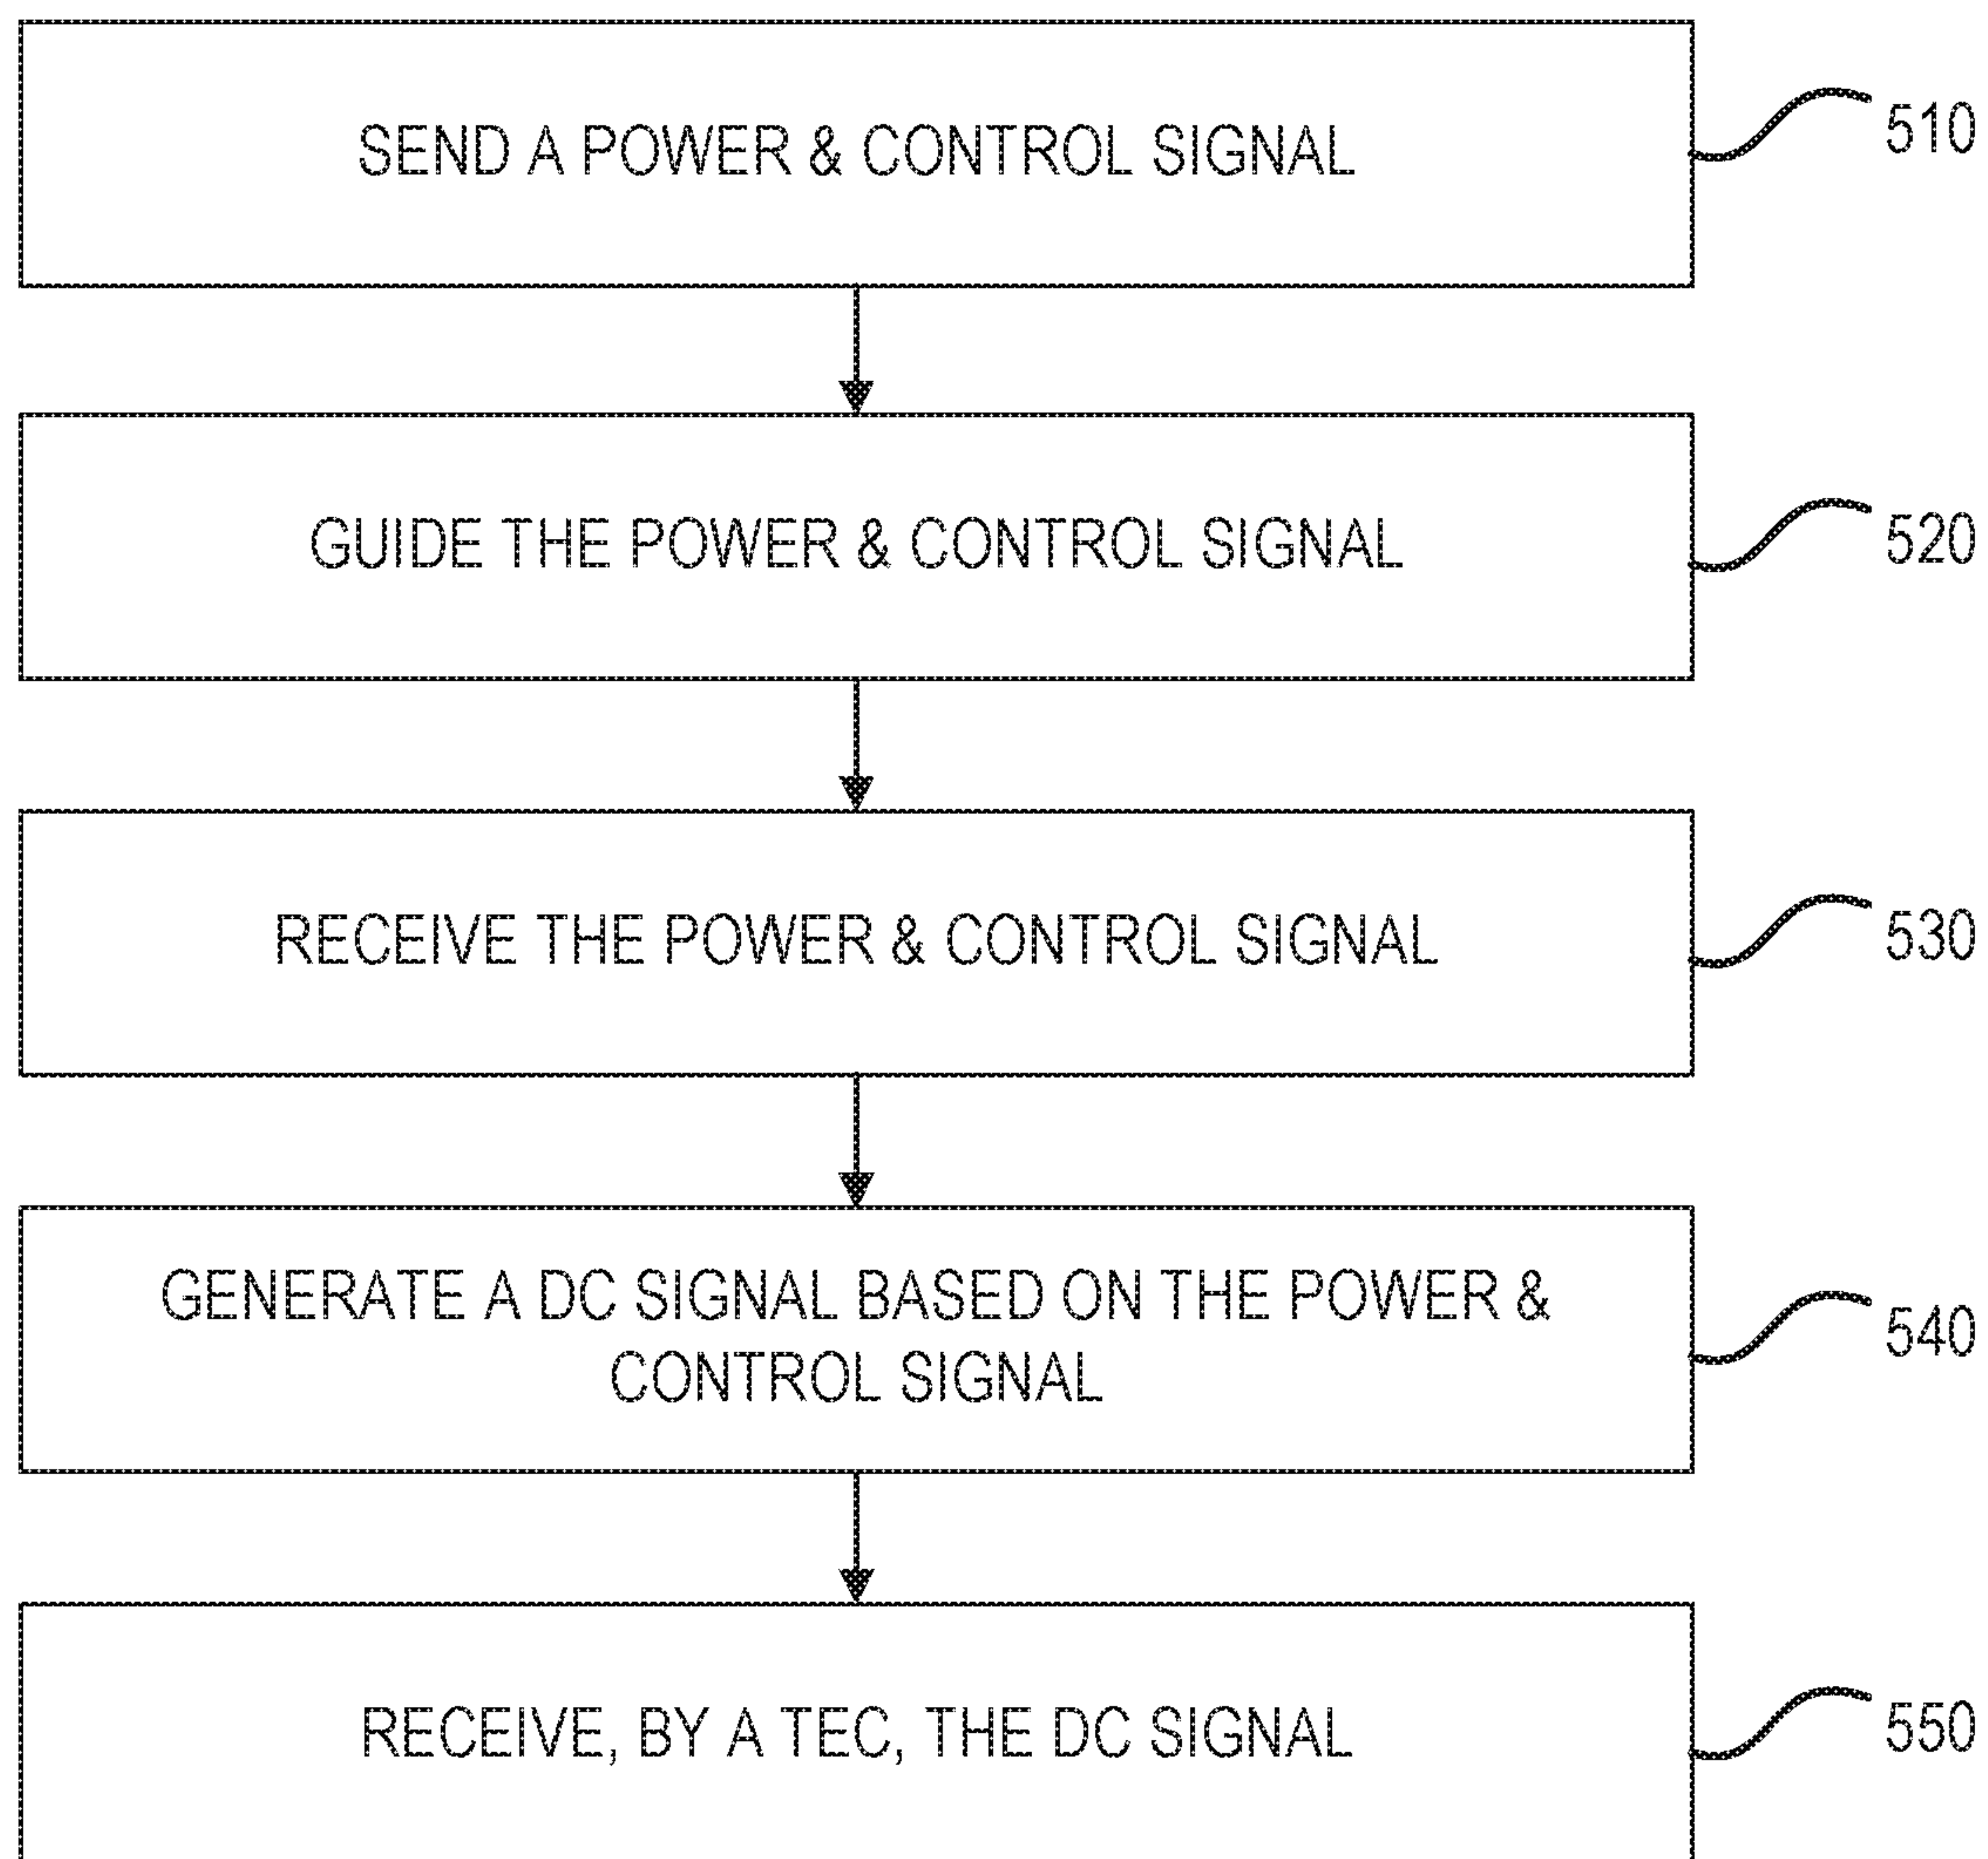 SEND A POWER & CONTROL SIGNAL
510
GUIDE THE POWER & CONTROL SIGNAL
520
RECEIVE THE POWER & CONTROL SIGNAL
530
GENERATE A DC SIGNAL BASED ON THE POWER &
CONTROL SIGNAL
540
RECEIVE, BY A TEC, THE DC SIGNAL
550